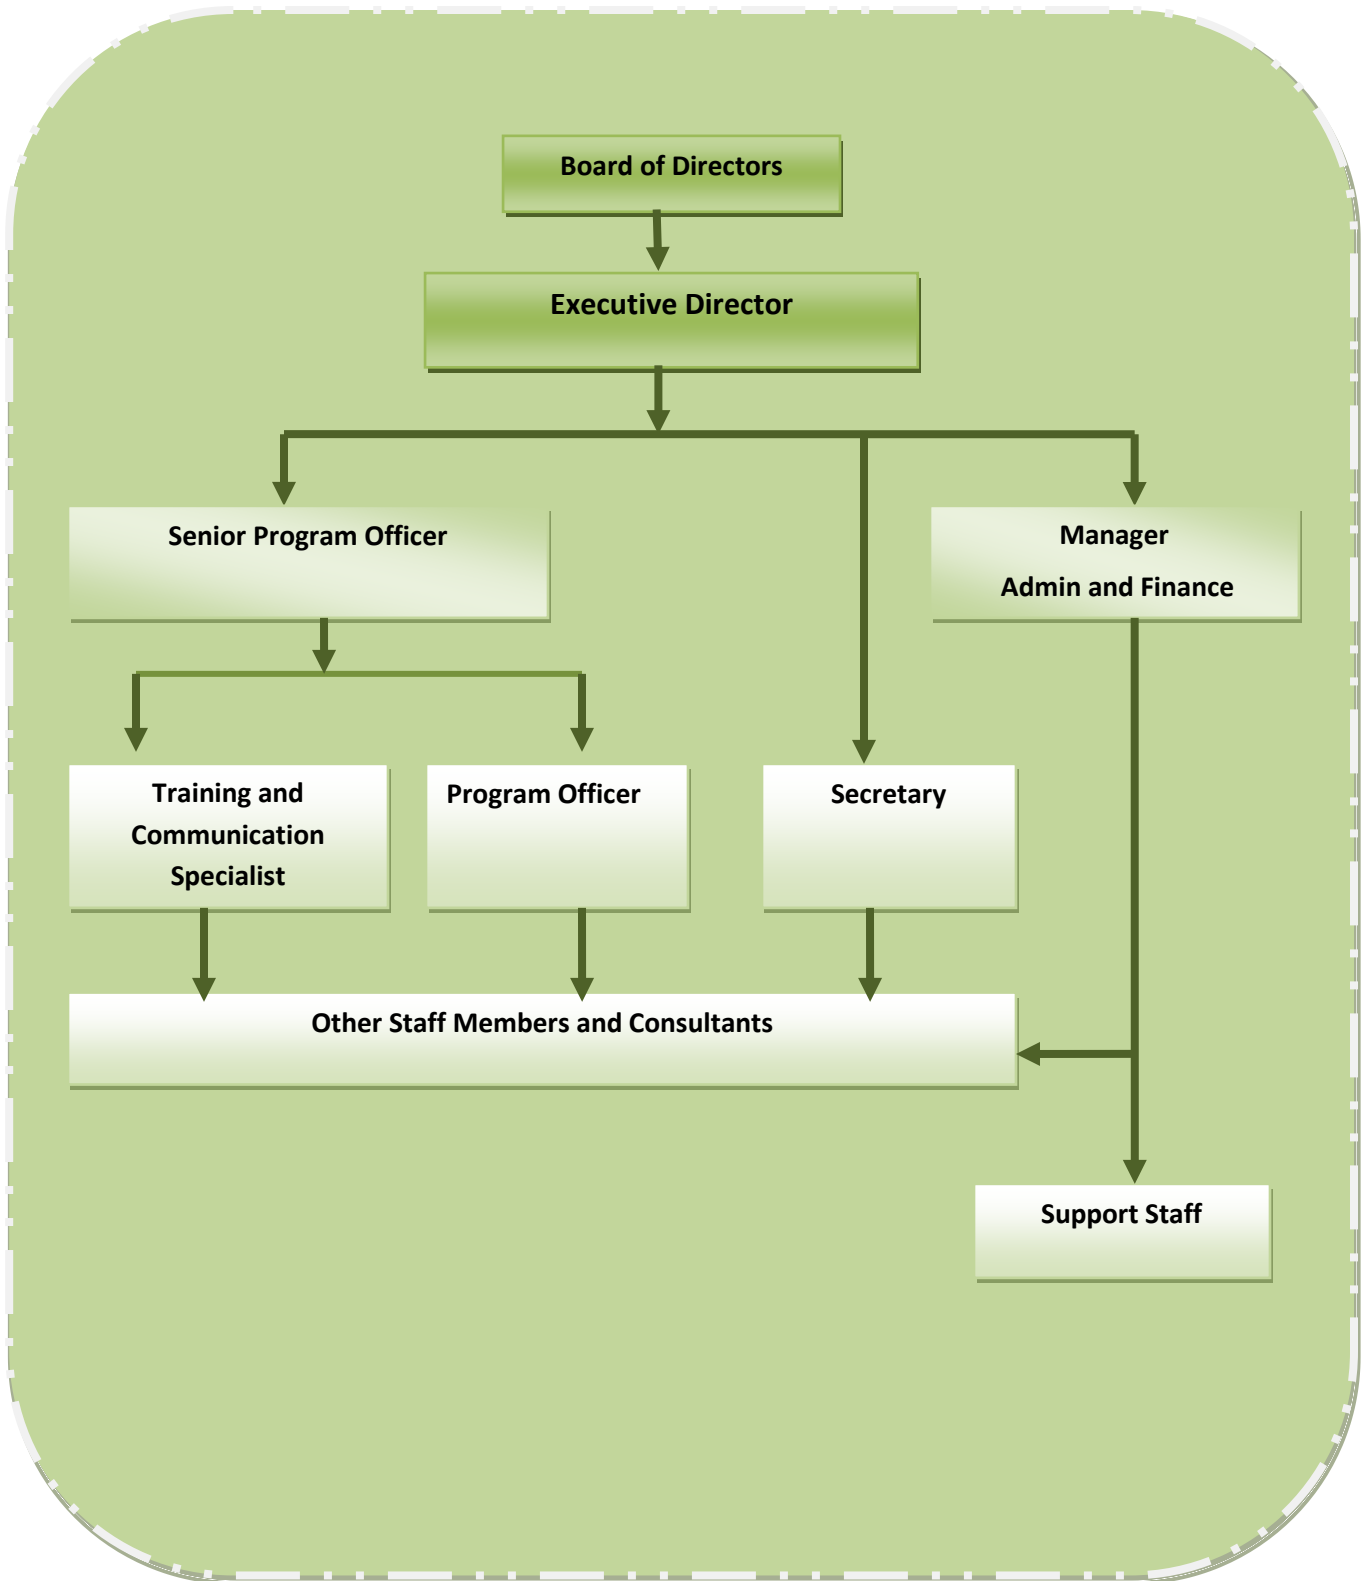 Board of Directors
Executive Director
Senior Program Officer
Manager
Admin and Finance
Training and
Communication
Specialist
Program Officer
Secretary
Other Staff Members and Consultants
Support Staff